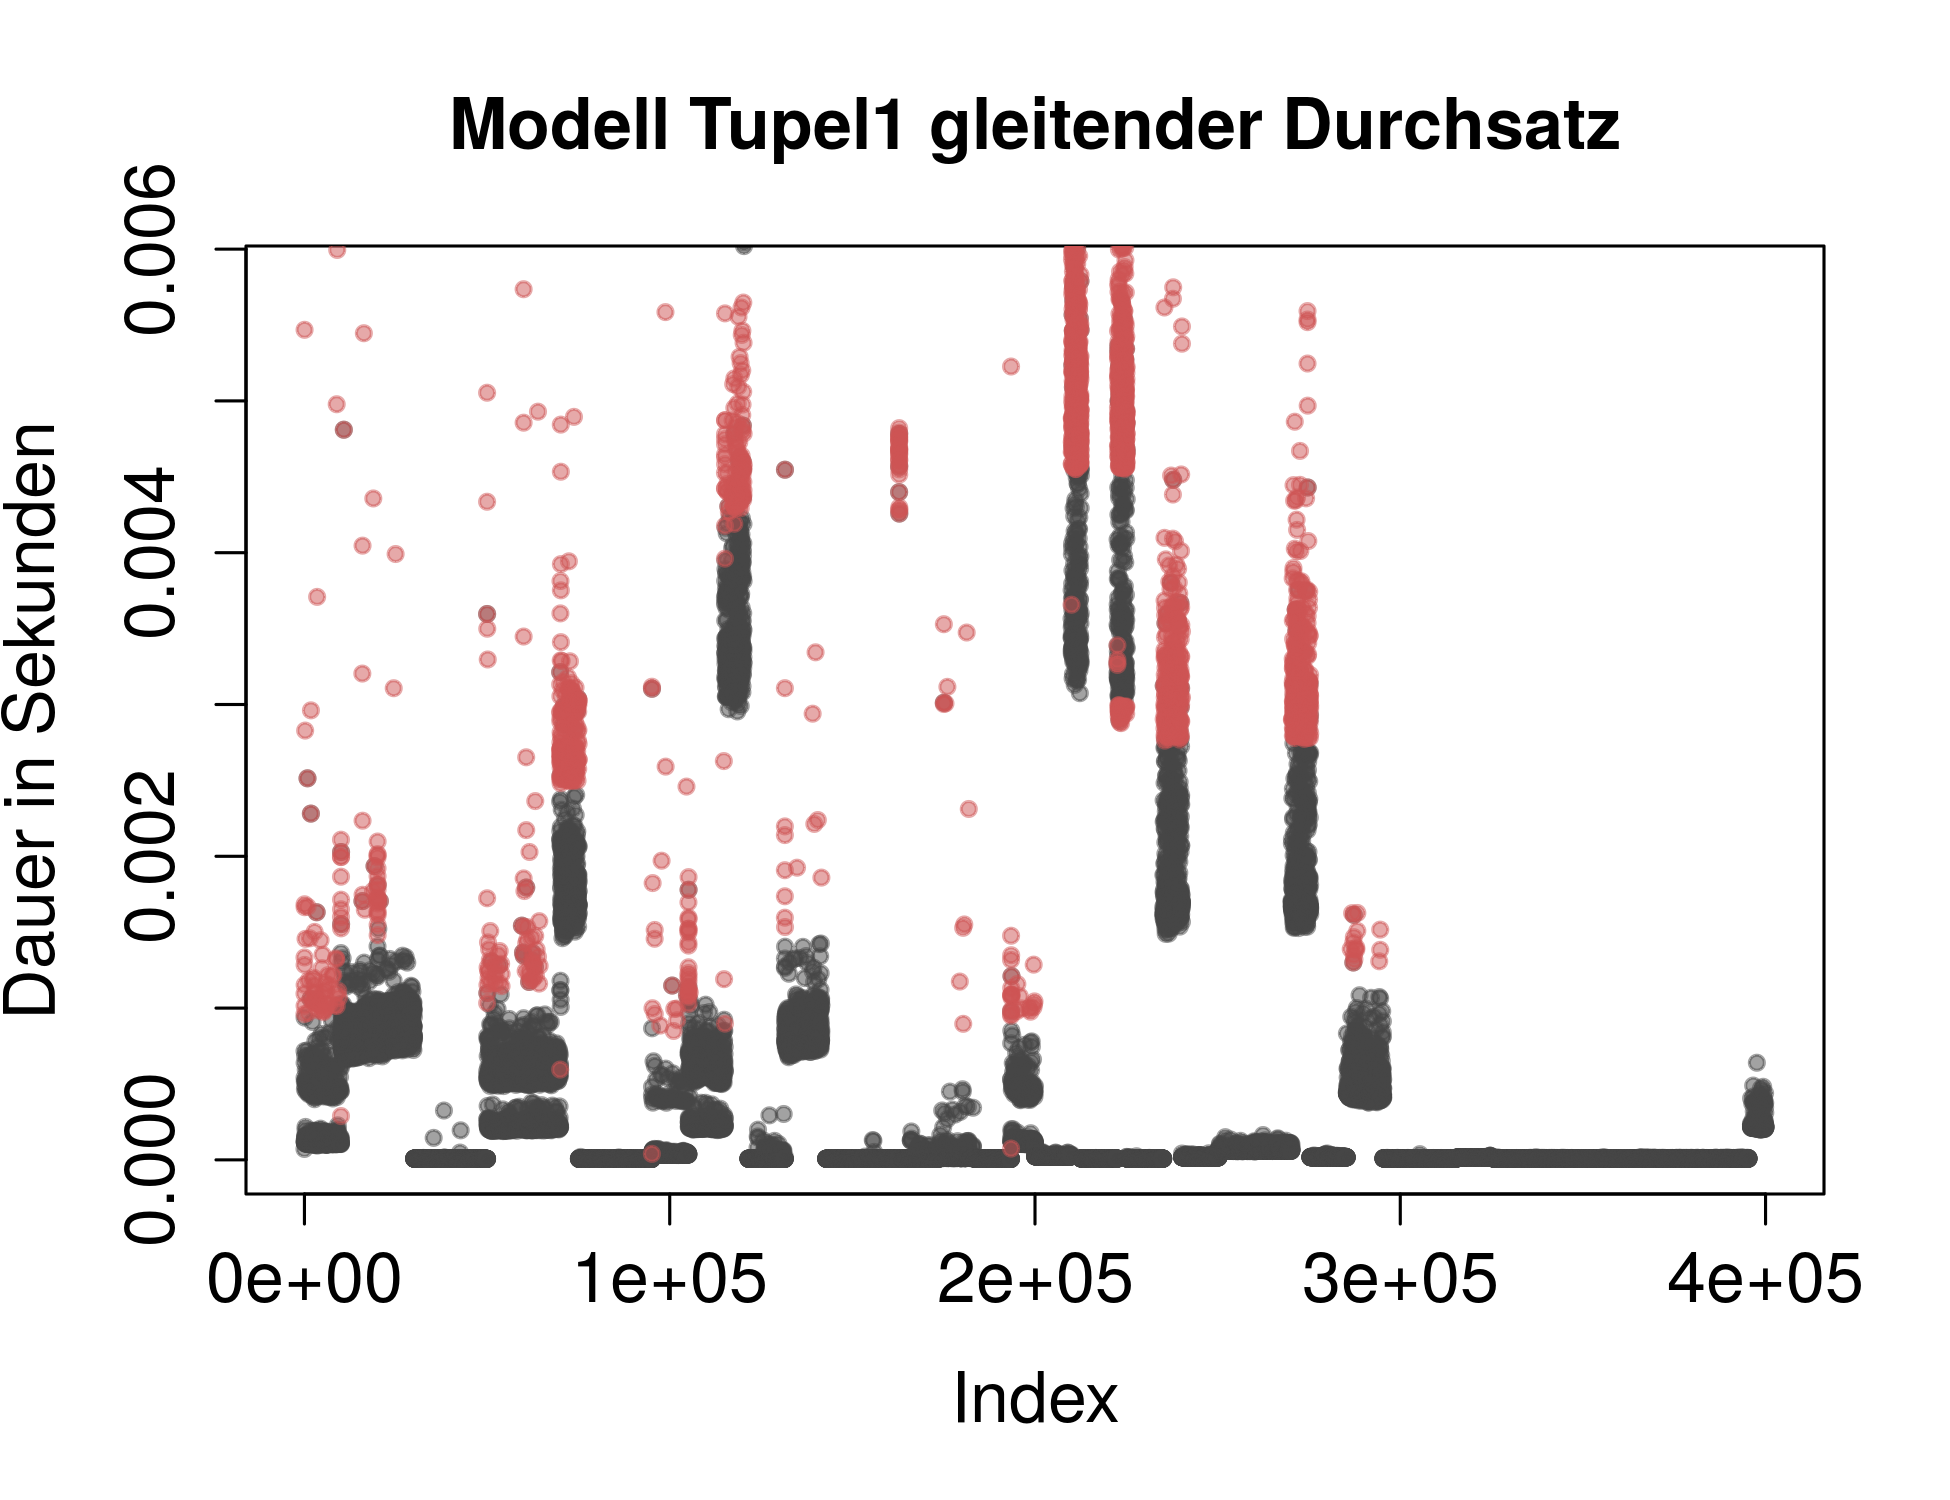 Modell Tupel1 gleitender Durchsatz
Dauer in Sekunden
0.006
0.004
0.002
0.000
0e+00 1e+05 2e+05 3e+05 4e+05
Index